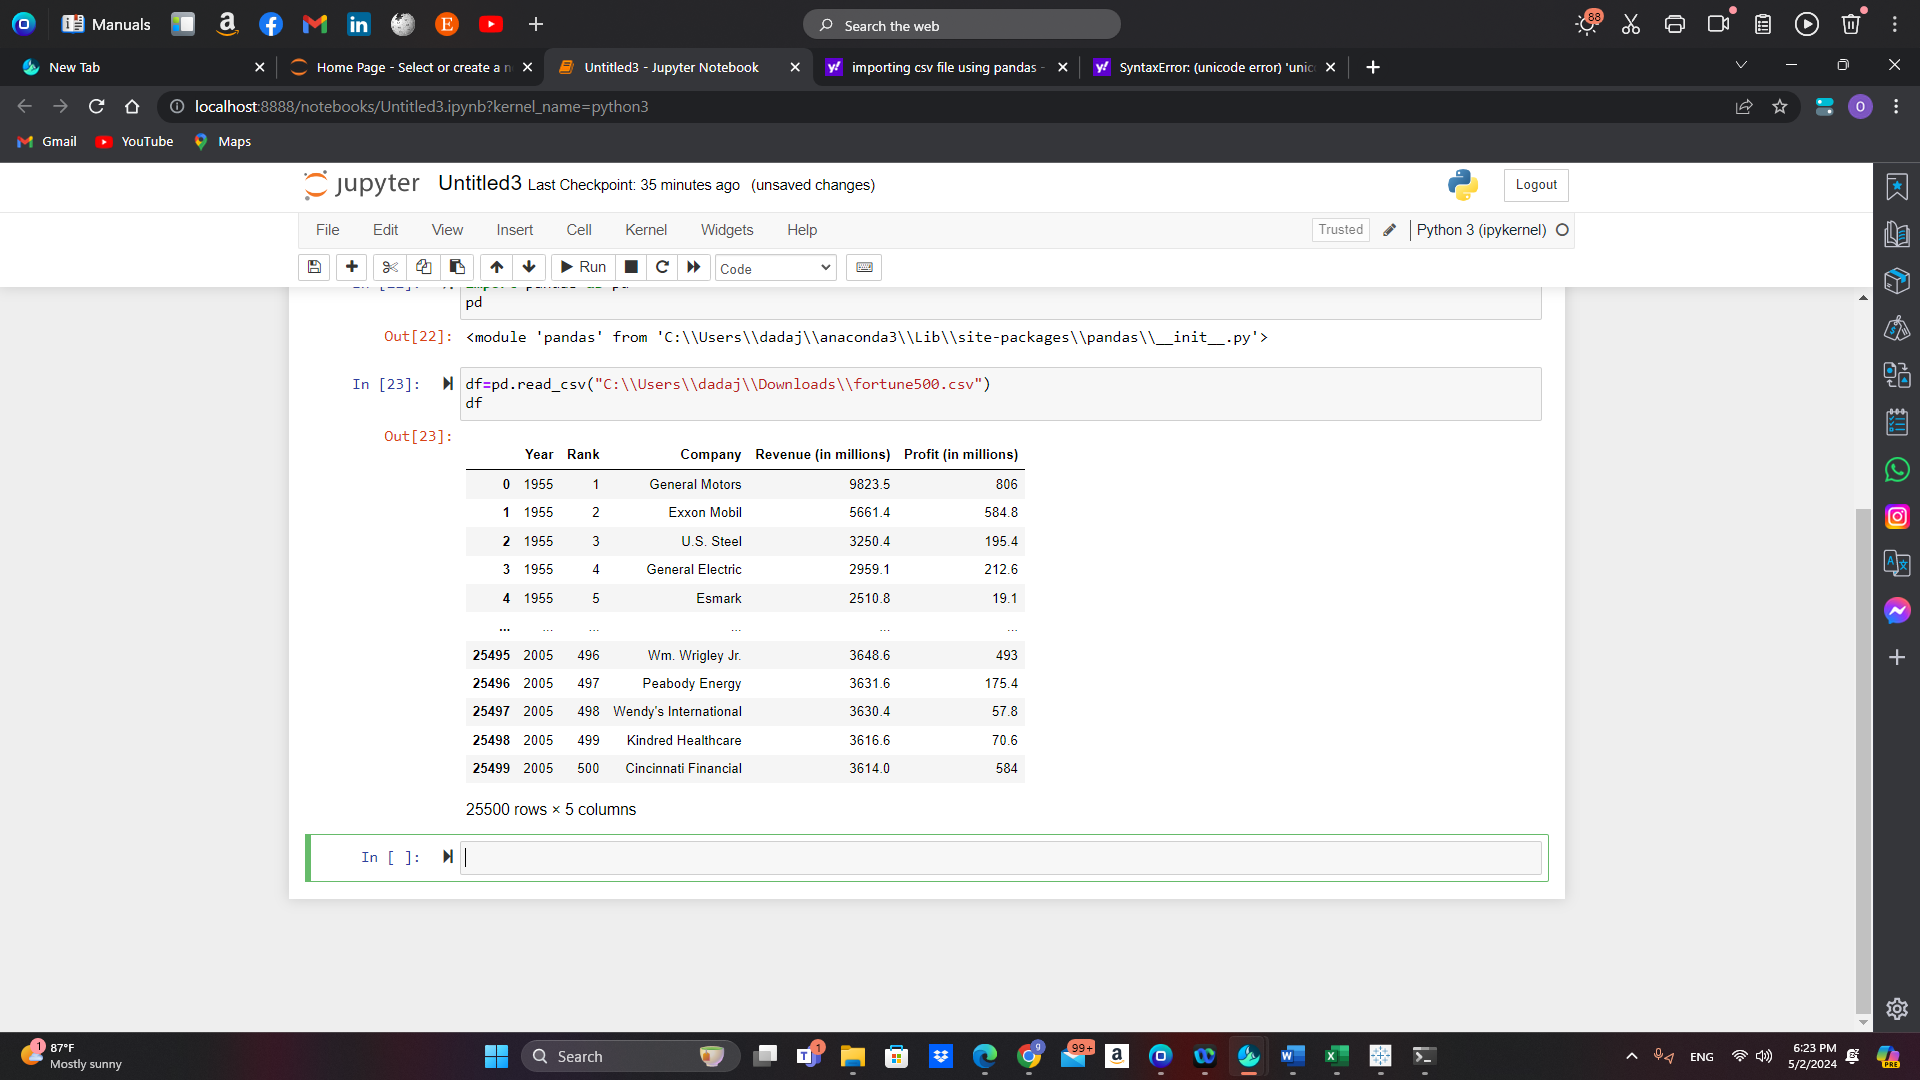 Manuals
Search the web
88
New Tab
Home Page - Select or create a n
Untitled3 - Jupyter Notebook
importing csv file using pandas -
SyntaxError: (unicode error) 'unic
localhost:8888/notebooks/Untitled3.ipynb?kernel_name=python3
O
Gmail
YouTube
Maps
jupyter
Untitled3 Last Checkpoint: 35 minutes ago (unsaved changes)
Logout
File Edit View Insert Cell Kernel Widgets Help
Trusted
Python 3 (ipykernel)
Run
Code
pd
Out[22]: <module 'pandas' from 'C:\\Users\\dadaj\\anaconda3\\Lib\\site-packages\\pandas\\__init__.py'>
In [23]: df=pd.read_csv("C:\\Users\\dadaj\\Downloads\\fortune500.csv")
df
Out[23]:
Year Rank Company Revenue (in millions) Profit (in millions)
0 1955 1 General Motors 9823.5 806
1 1955 2 Exxon Mobil 5661.4 584.8
2 1955 3 U.S. Steel 3250.4 195.4
3 1955 4 General Electric 2959.1 212.6
4 1955 5 Esmark 2510.8 19.1
... ... ... ... ... ...
25495 2005 496 Wm. Wrigley Jr. 3648.6 493
25496 2005 497 Peabody Energy 3631.6 175.4
25497 2005 498 Wendy's International 3630.4 57.8
25498 2005 499 Kindred Healthcare 3616.6 70.6
25499 2005 500 Cincinnati Financial 3614.0 584
25500 rows × 5 columns
In [ ]:
1
87°F
Mostly sunny
Search
1
99+
ENG
6:23 PM
5/2/2024